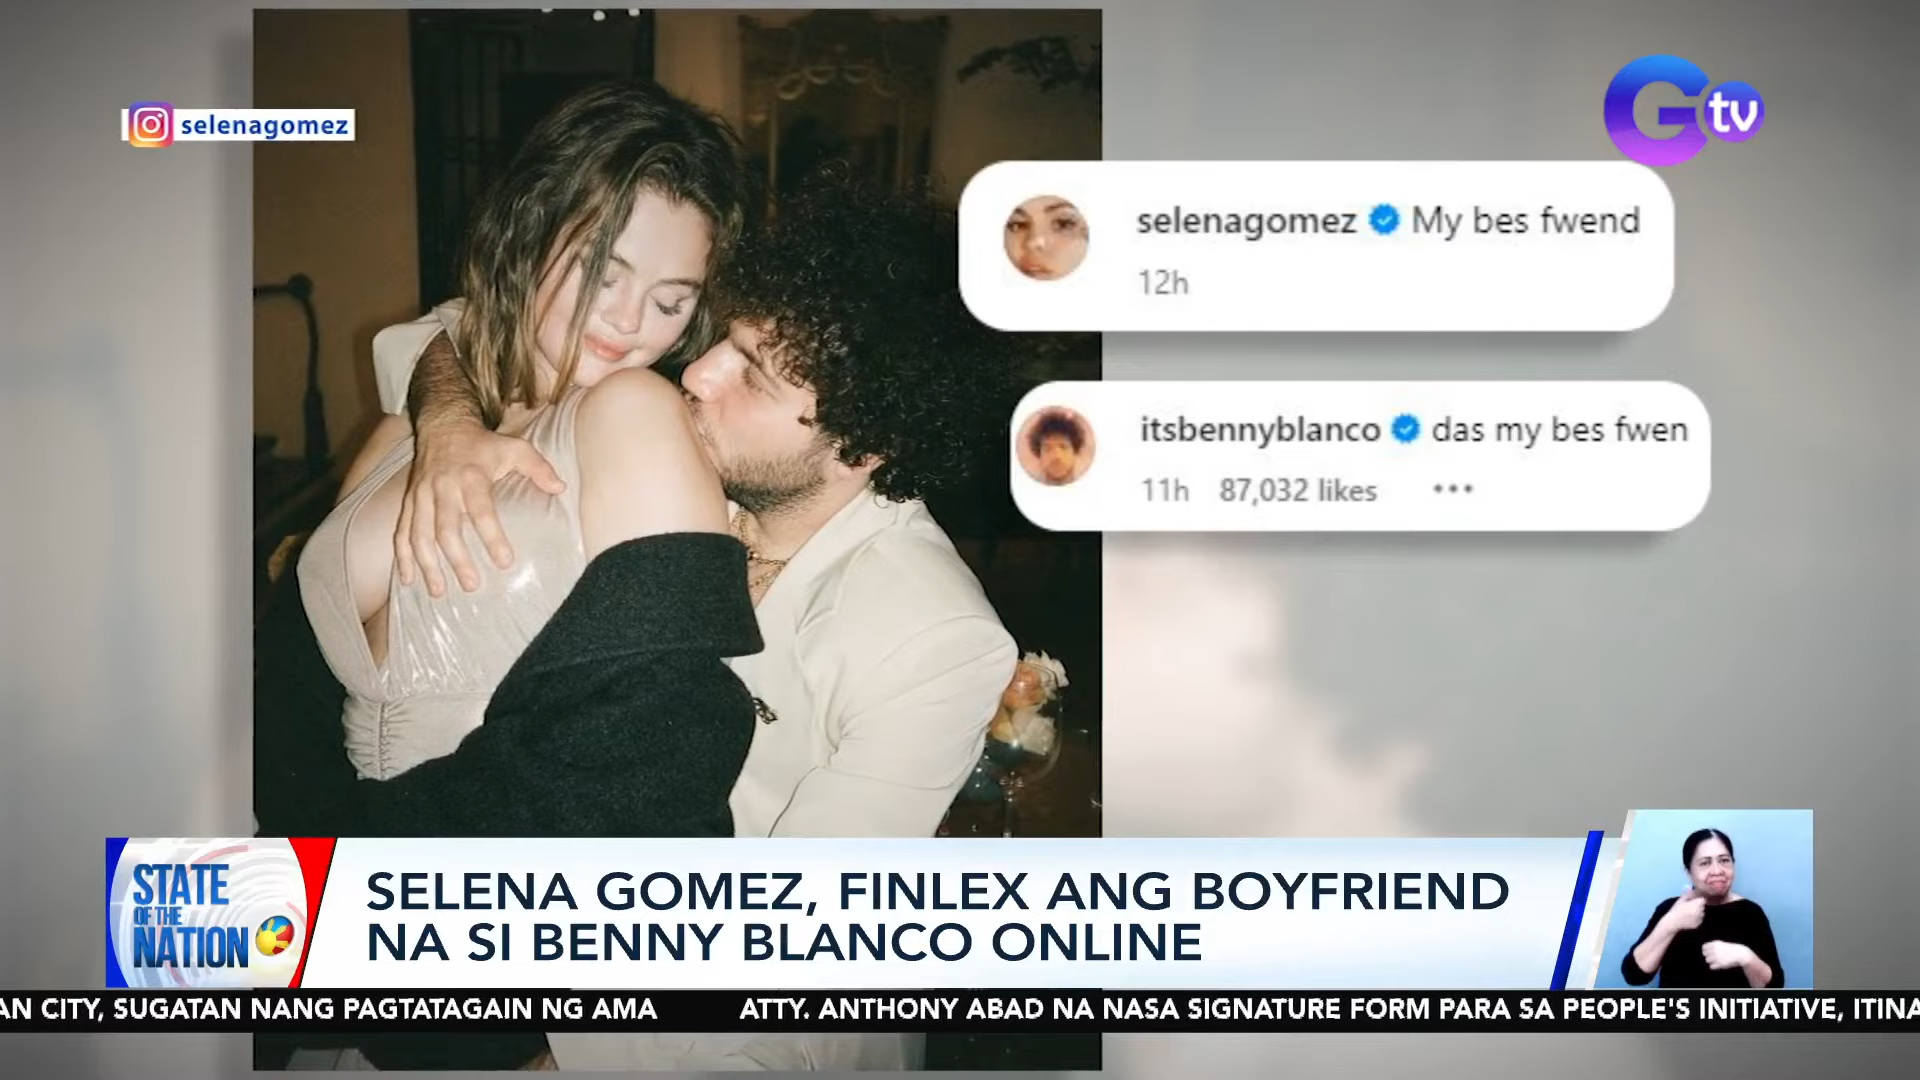 selenagomez
Gtv
selenagomez My bes fwend
12h
itsbennyblanco das my bes fwen
11h 87,032 likes ...
STATE
OF THE
NATION
SELENA GOMEZ, FINLEX ANG BOYFRIEND
NA SI BENNY BLANCO ONLINE
AN CITY, SUGATAN NANG PAGTATAGAIN NG AMA ATTY. ANTHONY ABAD NA NASA SIGNATURE FORM PARA SA PEOPLE'S INITIATIVE, ITINA